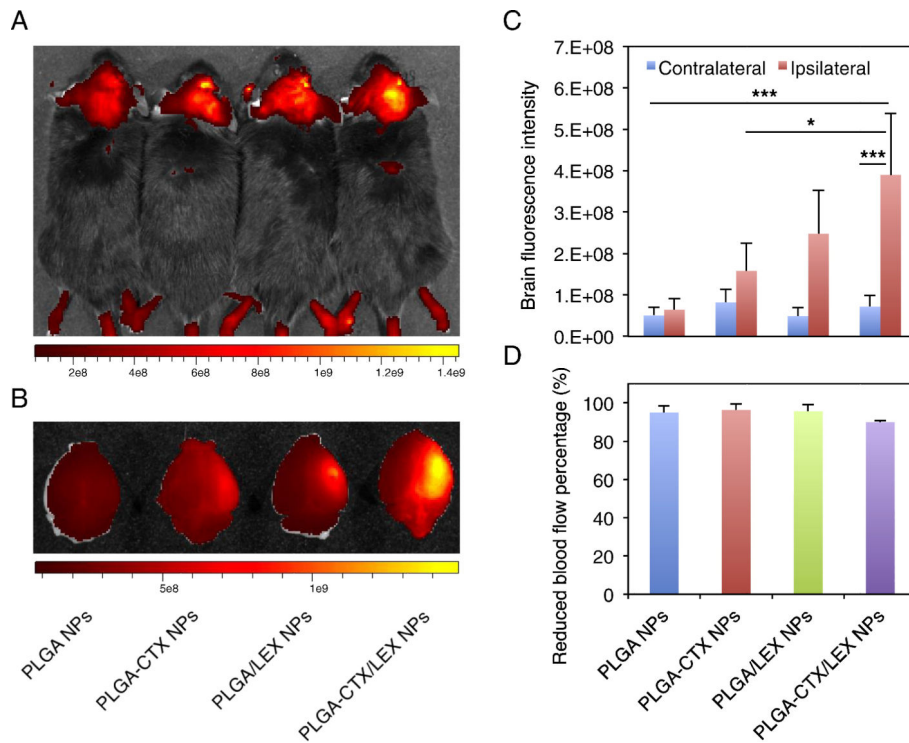 A
2e8 4e8 6e8 8e8 1e9 1.2e9 1.4e9
B
5e8 1e9
PLGA NPs
PLGA-CTX NPs
PLGA/LEX NPs
PLGA-CTX/LEX NPs
C
Brain fluorescence intensity
7.E+08
6.E+08
5.E+08
4.E+08
3.E+08
2.E+08
1.E+08
0.E+00
Contralateral Ipsilateral
***
*
***
D
Reduced blood flow percentage (%)
100
80
60
40
20
0
PLGA NPs
PLGA-CTX NPs
PLGA/LEX NPs
PLGA-CTX/LEX NPs